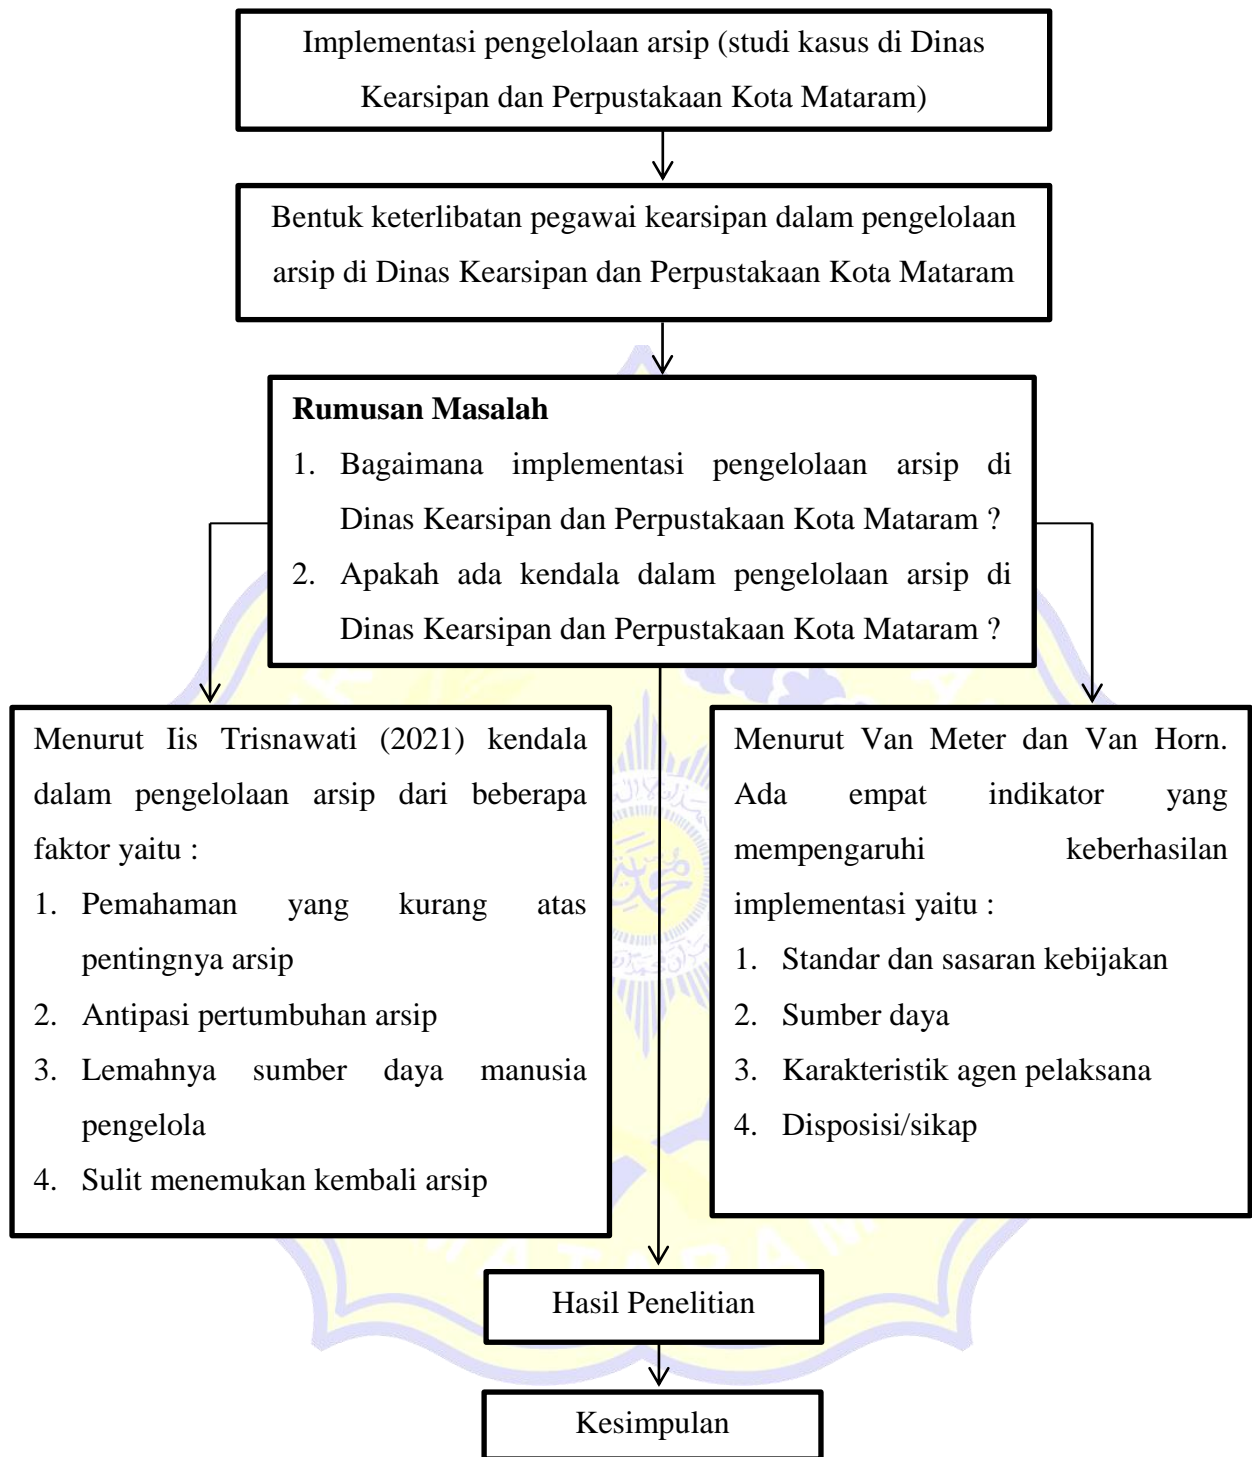 Implementasi pengelolaan arsip (studi kasus di Dinas
Kearsipan dan Perpustakaan Kota Mataram)
Bentuk keterlibatan pegawai kearsipan dalam pengelolaan
arsip di Dinas Kearsipan dan Perpustakaan Kota Mataram
Rumusan Masalah
1. Bagaimana implementasi pengelolaan arsip di
Dinas Kearsipan dan Perpustakaan Kota Mataram ?
2. Apakah ada kendala dalam pengelolaan arsip di
Dinas Kearsipan dan Perpustakaan Kota Mataram ?
Menurut Iis Trisnawati (2021) kendala
dalam pengelolaan arsip dari beberapa
faktor yaitu :
1. Pemahaman yang kurang atas
pentingnya arsip
2. Antipasi pertumbuhan arsip
3. Lemahnya sumber daya manusia
pengelola
4. Sulit menemukan kembali arsip
Menurut Van Meter dan Van Horn.
Ada empat indikator yang
mempengaruhi keberhasilan
implementasi yaitu :
1. Standar dan sasaran kebijakan
2. Sumber daya
3. Karakteristik agen pelaksana
4. Disposisi/sikap
MATARAM
Hasil Penelitian
Kesimpulan